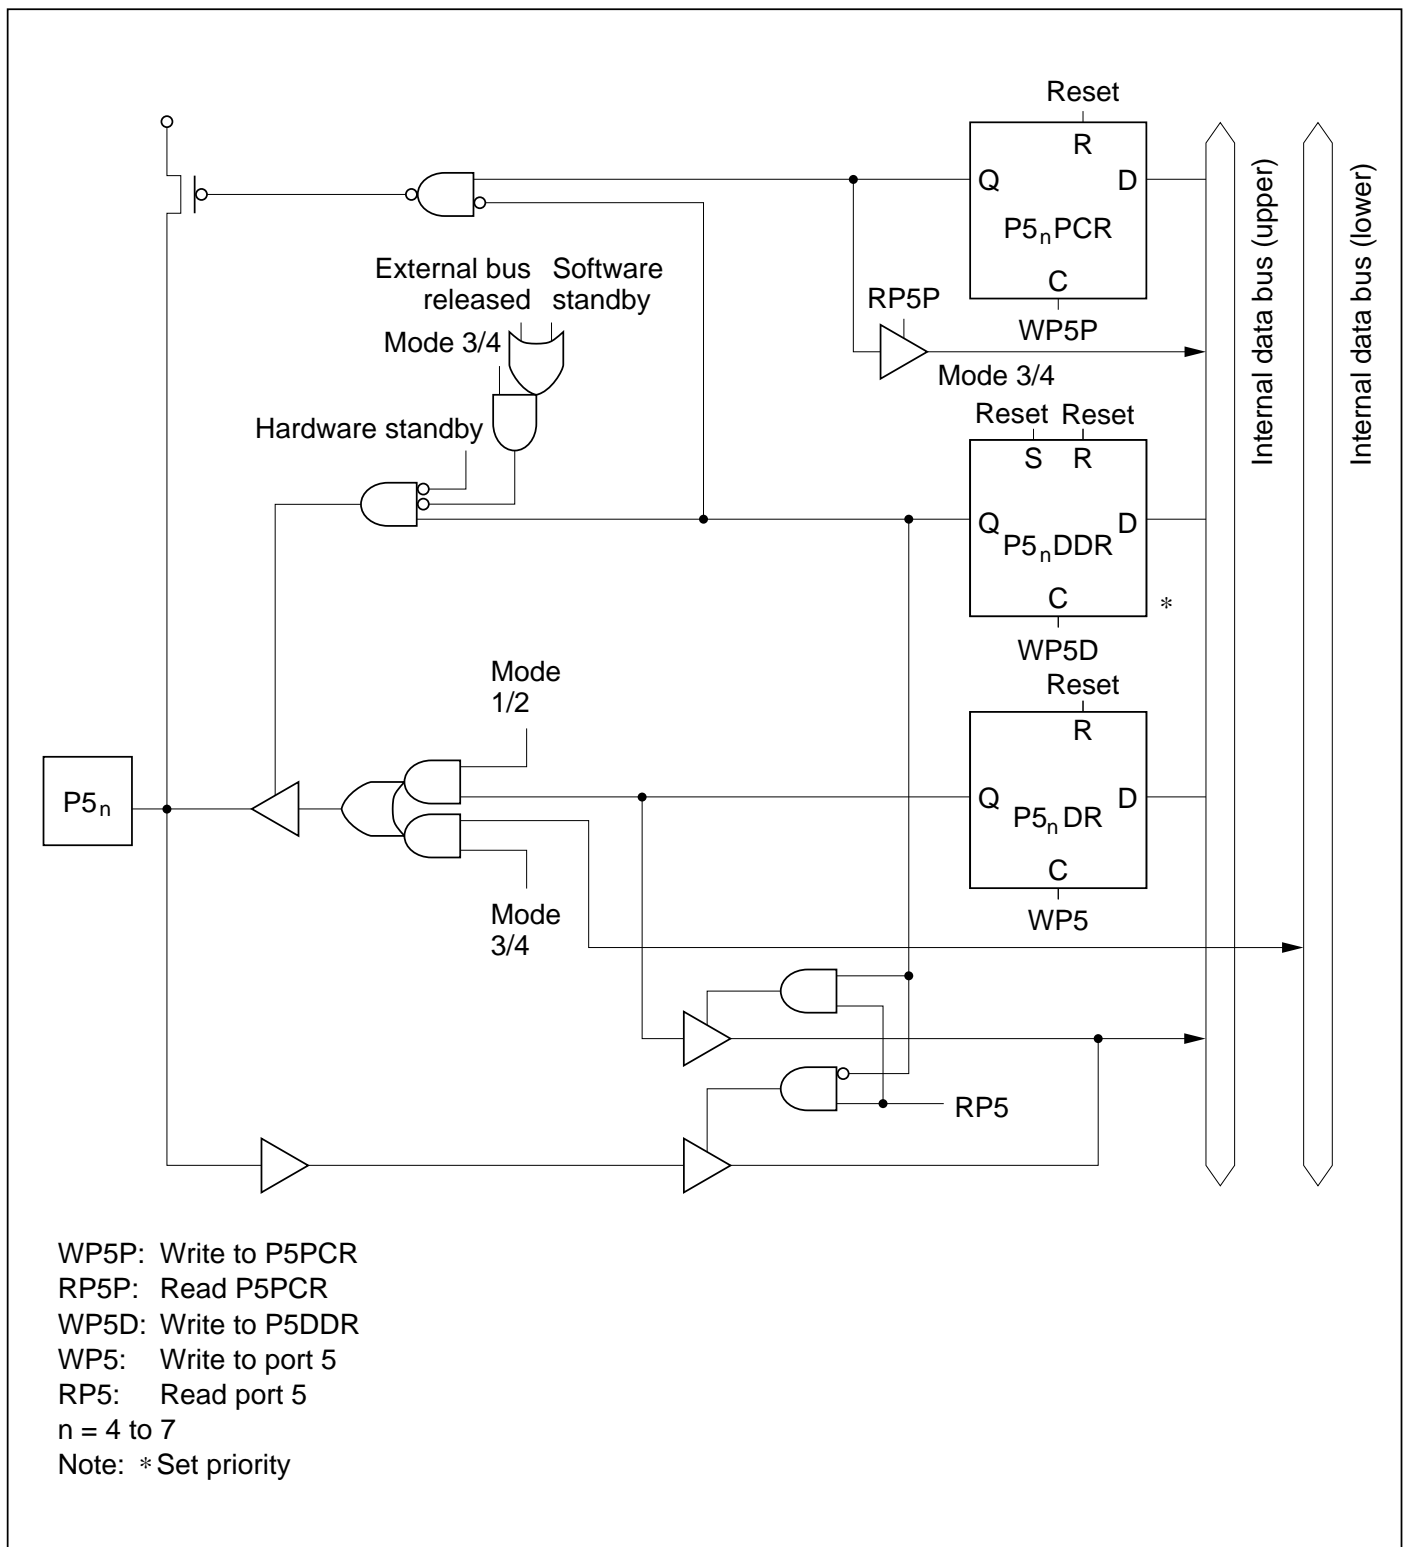 Reset
R
Q
D
P5nPCR
C
WP5P
Internal data bus (upper)
Internal data bus (lower)
External bus released
Software standby
Mode 3/4
RP5P
Mode 3/4
Hardware standby
Reset
Reset
S
R
Q
D
P5nDDR
C
*
WP5D
Mode
1/2
Reset
R
P5n
Q
D
P5n DR
C
WP5
Mode
3/4
RP5
WP5P: Write to P5PCR
RP5P: Read P5PCR
WP5D: Write to P5DDR
WP5: Write to port 5
RP5: Read port 5
n = 4 to 7
Note: * Set priority